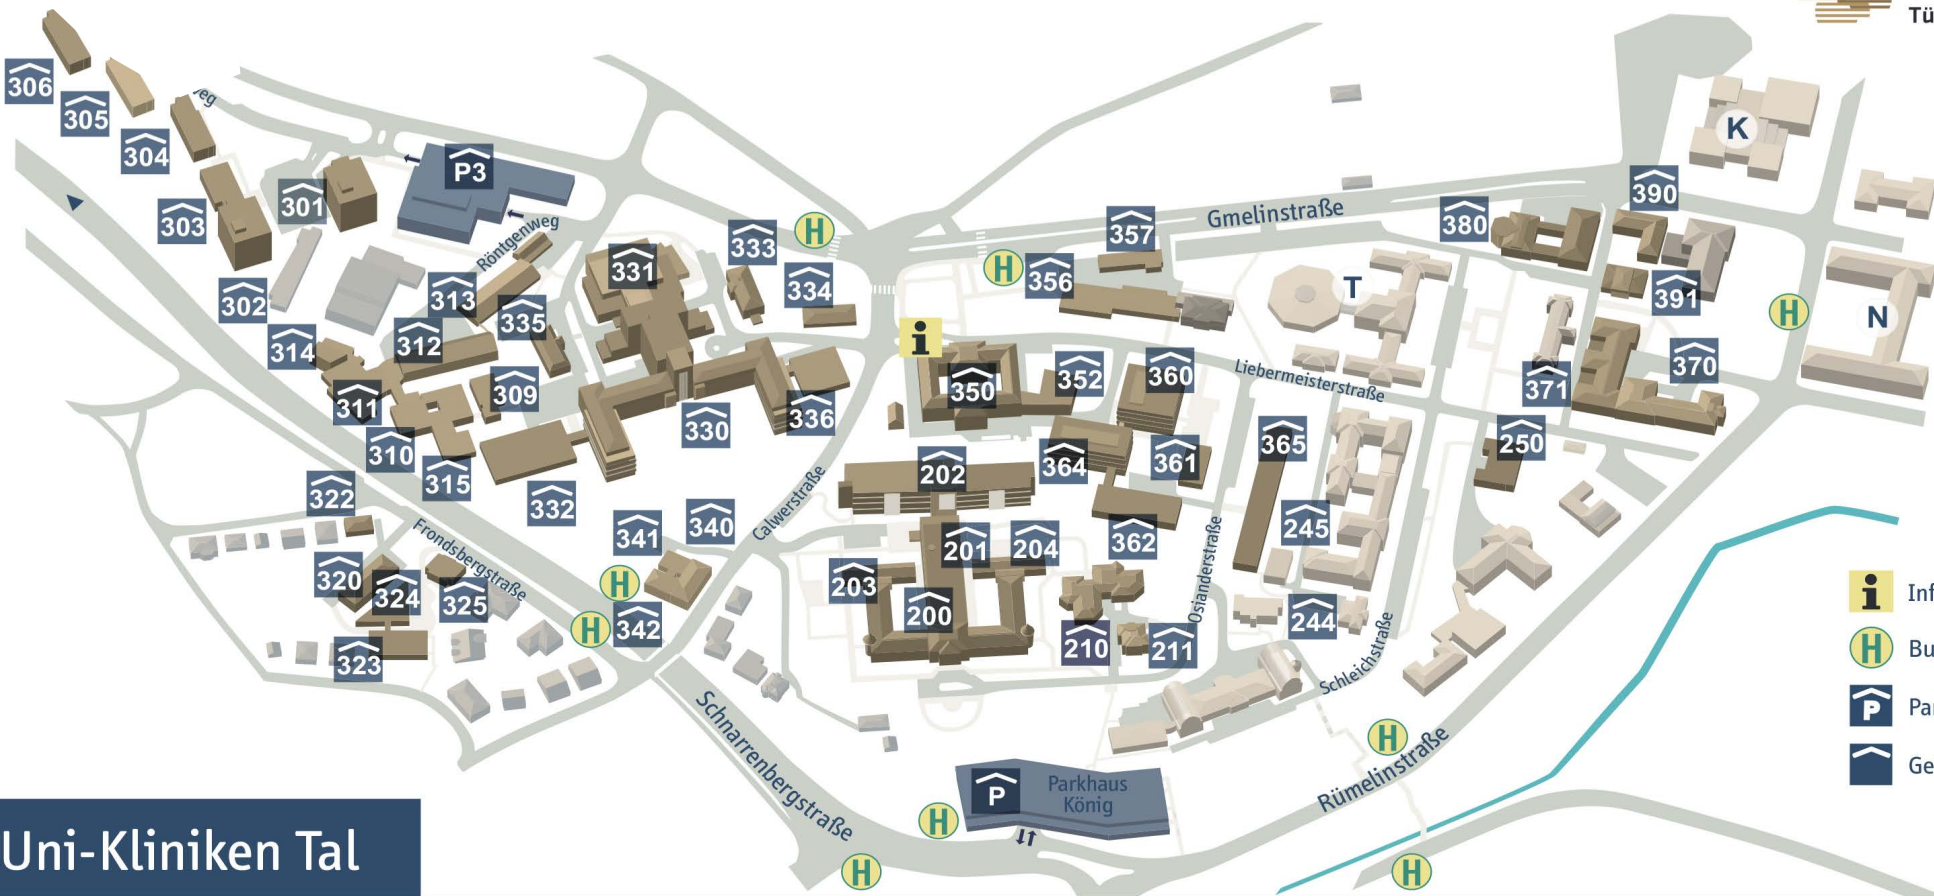 Tü
306
305
304
303
302
301
eg
P3
Röntgenweg
331
333
334
H
H
356
357
Gmelinstraße
380
390
K
T
391
H
N
314
312
313
335
311
309
310
315
330
336
332
i
350
352
360
Liebermeisterstraße
371
370
250
365
364
361
202
245
362
322
Frondsbergstraße
341
340
Calwerstraße
203
201
204
200
Osianderstraße
320
324
325
323
H
H
342
210
211
244
Schleichstraße
Schnarrenbergstraße
P
Parkhaus
König
H
H
H
Rümelinstraße
H
i Inf
H Bu
P Par
Ge
Uni-Kliniken Tal